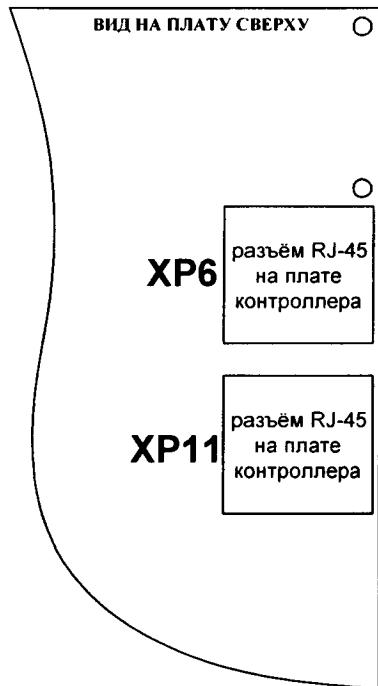 ВИД НА ПЛАТУ СВЕРХУ
XP6
разъём RJ-45
на плате
контроллера
XP11
разъём RJ-45
на плате
контроллера